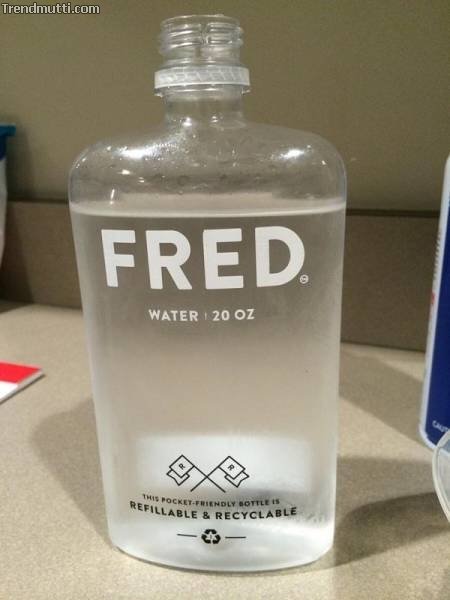 Trendmutti.com
FRED
WATER | 20 OZ
R R
THIS POCKET-FRIENDLY BOTTLE IS
REFILLABLE & RECYCLABLE